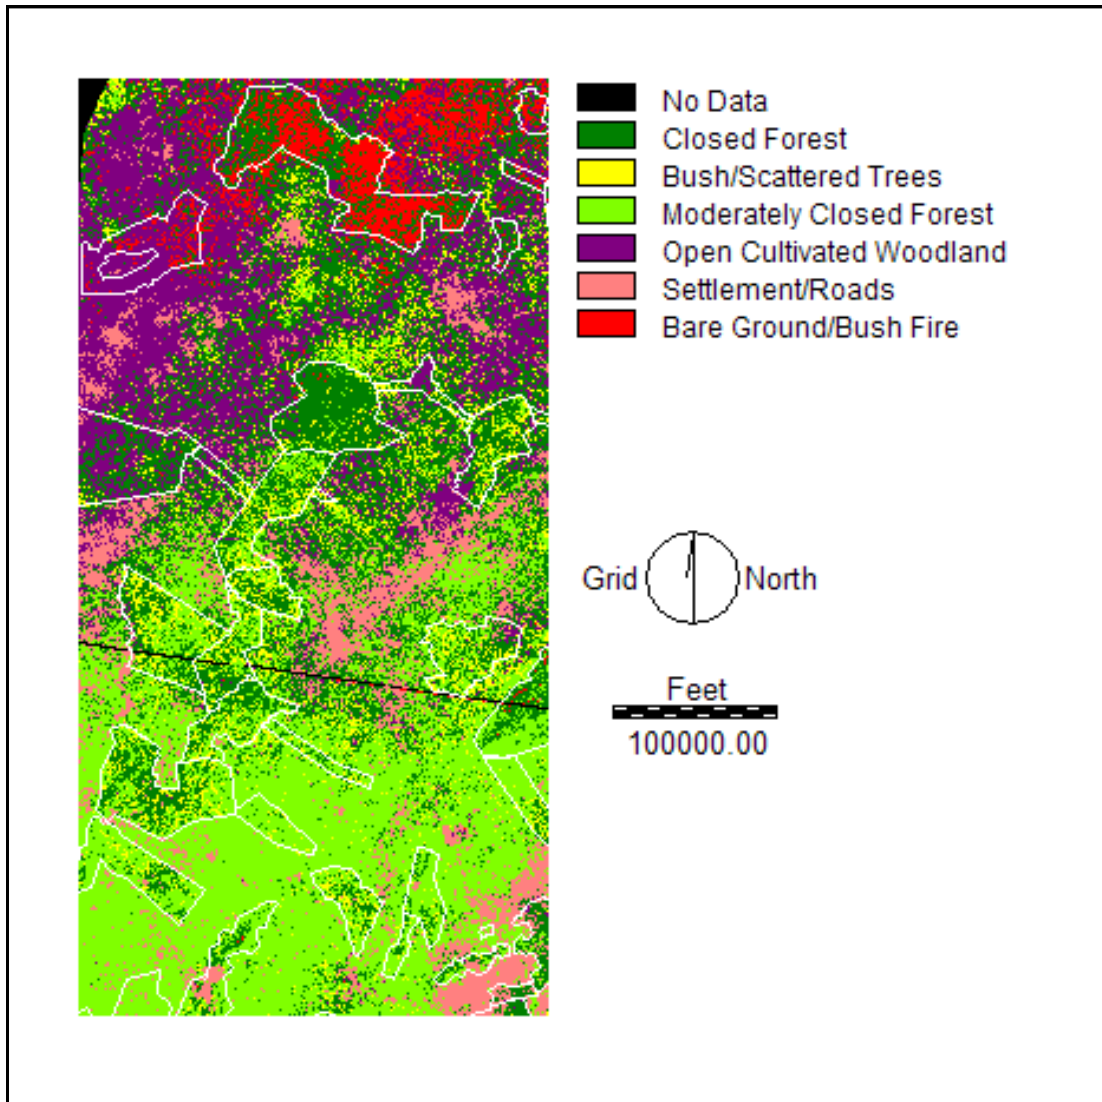 No Data
Closed Forest
Bush/Scattered Trees
Moderately Closed Forest
Open Cultivated Woodland
Settlement/Roads
Bare Ground/Bush Fire
Grid North
Feet
100000.00